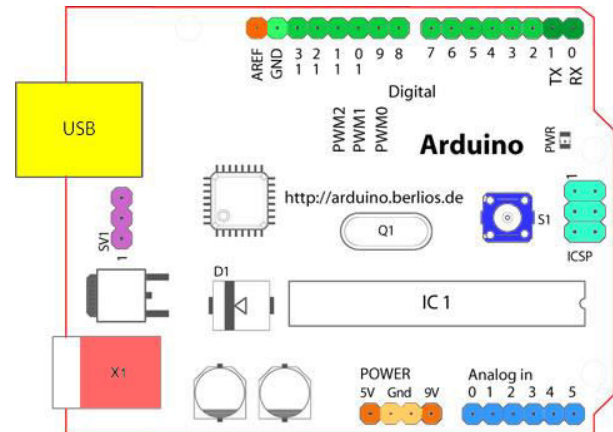 AREF
GND
3 2 1 0 9 8 7 6 5 4 3 2 1 0
1 1 1 1
TX
RX
Digital
PWM2
PWM1
PWM0
Arduino
PWR
USB
http://arduino.berlios.de
Q1
S1
1
ICSP
SV1
1
D1
IC 1
X1
POWER
5V Gnd 9V
Analog in
0 1 2 3 4 5